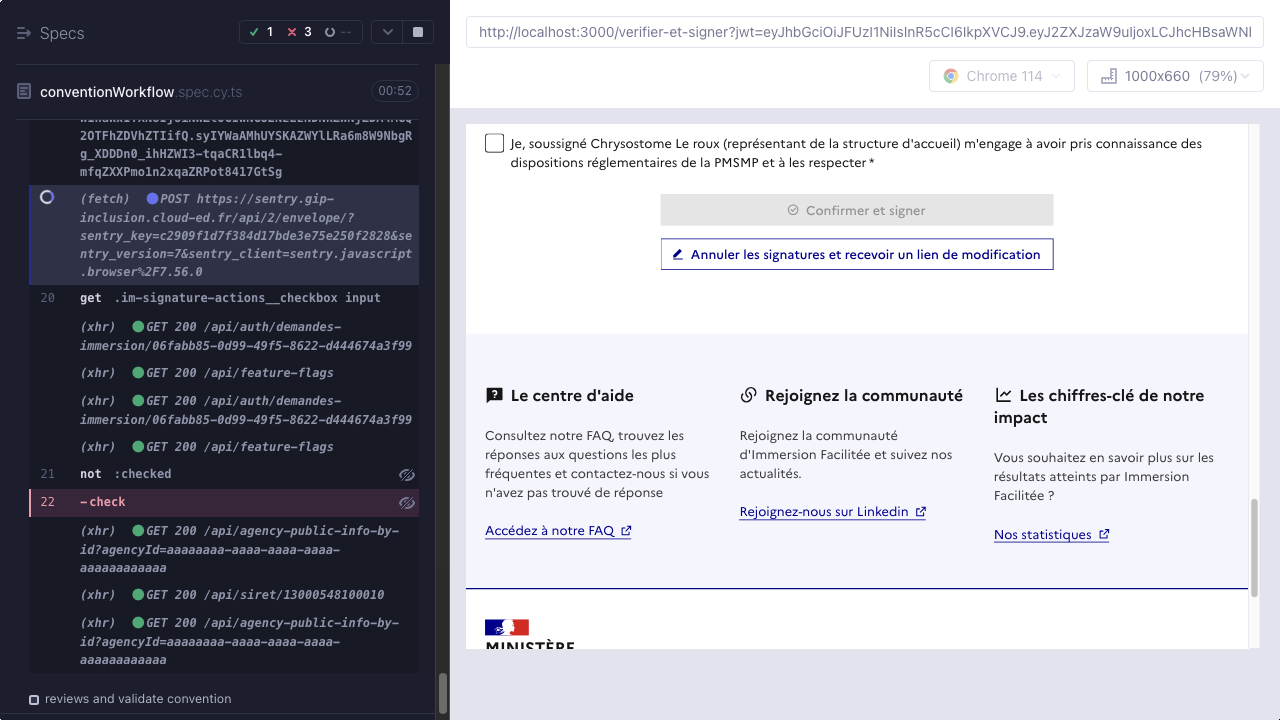 Specs
1
3
--
conventionWorkflow.spec.cy.ts
00:52
2OTFhZDVhZTIifQ.syIYWaAMhUYSKAZWYlLRa6m8W9NbgR
g_XDDDn0_ihHZWI3-tqaCR1lbq4-
mfqZXXPmo1n2xqaZRPot8417GtSg
(fetch) POST https://sentry.gip-
inclusion.cloud-ed.fr/api/2/envelope/?
sentry_key=c2909f1d7f384d17bde3e75e250f2828&se
ntry_version=7&sentry_client=sentry.javascript
.browser%2F7.56.0
20 get .im-signature-actions__checkbox input
(xhr) GET 200 /api/auth/demandes-
immersion/06fabb85-0d99-49f5-8622-d444674a3f99
(xhr) GET 200 /api/feature-flags
(xhr) GET 200 /api/auth/demandes-
immersion/06fabb85-0d99-49f5-8622-d444674a3f99
(xhr) GET 200 /api/feature-flags
21 not :checked
22 -check
(xhr) GET 200 /api/agency-public-info-by-
id?agencyId=aaaaaaaa-aaaa-aaaa-aaaa-
aaaaaaaaaaaa
(xhr) GET 200 /api/siret/13000548100010
(xhr) GET 200 /api/agency-public-info-by-
id?agencyId=aaaaaaaa-aaaa-aaaa-aaaa-
aaaaaaaaaaaa
reviews and validate convention
http://localhost:3000/verifier-et-signer?jwt=eyJhbGciOiJFUzI1NiIsInR5cCI6IkpXVCJ9.eyJ2ZXJzaW9uIjoxLCJhcHBsaWNl
Chrome 114
1000x660 (79%)
Je, soussigné Chrysostome Le roux (représentant de la structure d'accueil) m'engage à avoir pris connaissance des
dispositions réglementaires de la PMSMP et à les respecter *
Confirmer et signer
Annuler les signatures et recevoir un lien de modification
Le centre d'aide
Consultez notre FAQ, trouvez les
réponses aux questions les plus
fréquentes et contactez-nous si vous
n'avez pas trouvé de réponse
Accédez à notre FAQ
Rejoignez la communauté
Rejoignez la communauté
d'Immersion Facilitée et suivez nos
actualités.
Rejoignez-nous sur Linkedin
Les chiffres-clé de notre
impact
Vous souhaitez en savoir plus sur les
résultats atteints par Immersion
Facilitée ?
Nos statistiques
MINISTÈRE